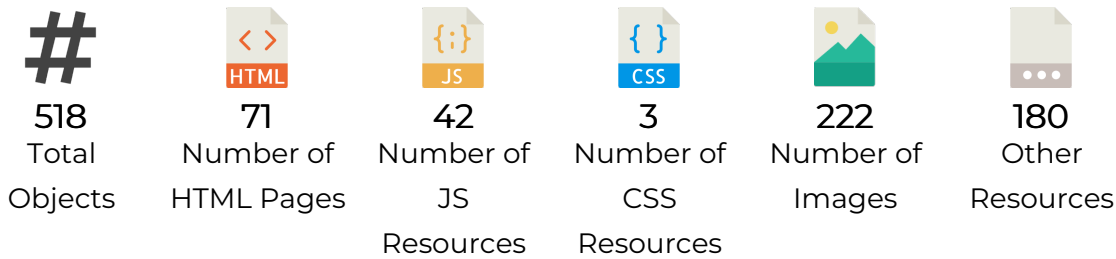 #
< >
HTML
{;}
JS
{ }
CSS
518
Total
Objects
71
Number of
HTML Pages
42
Number of
JS
Resources
3
Number of
CSS
Resources
222
Number of
Images
180
Other
Resources